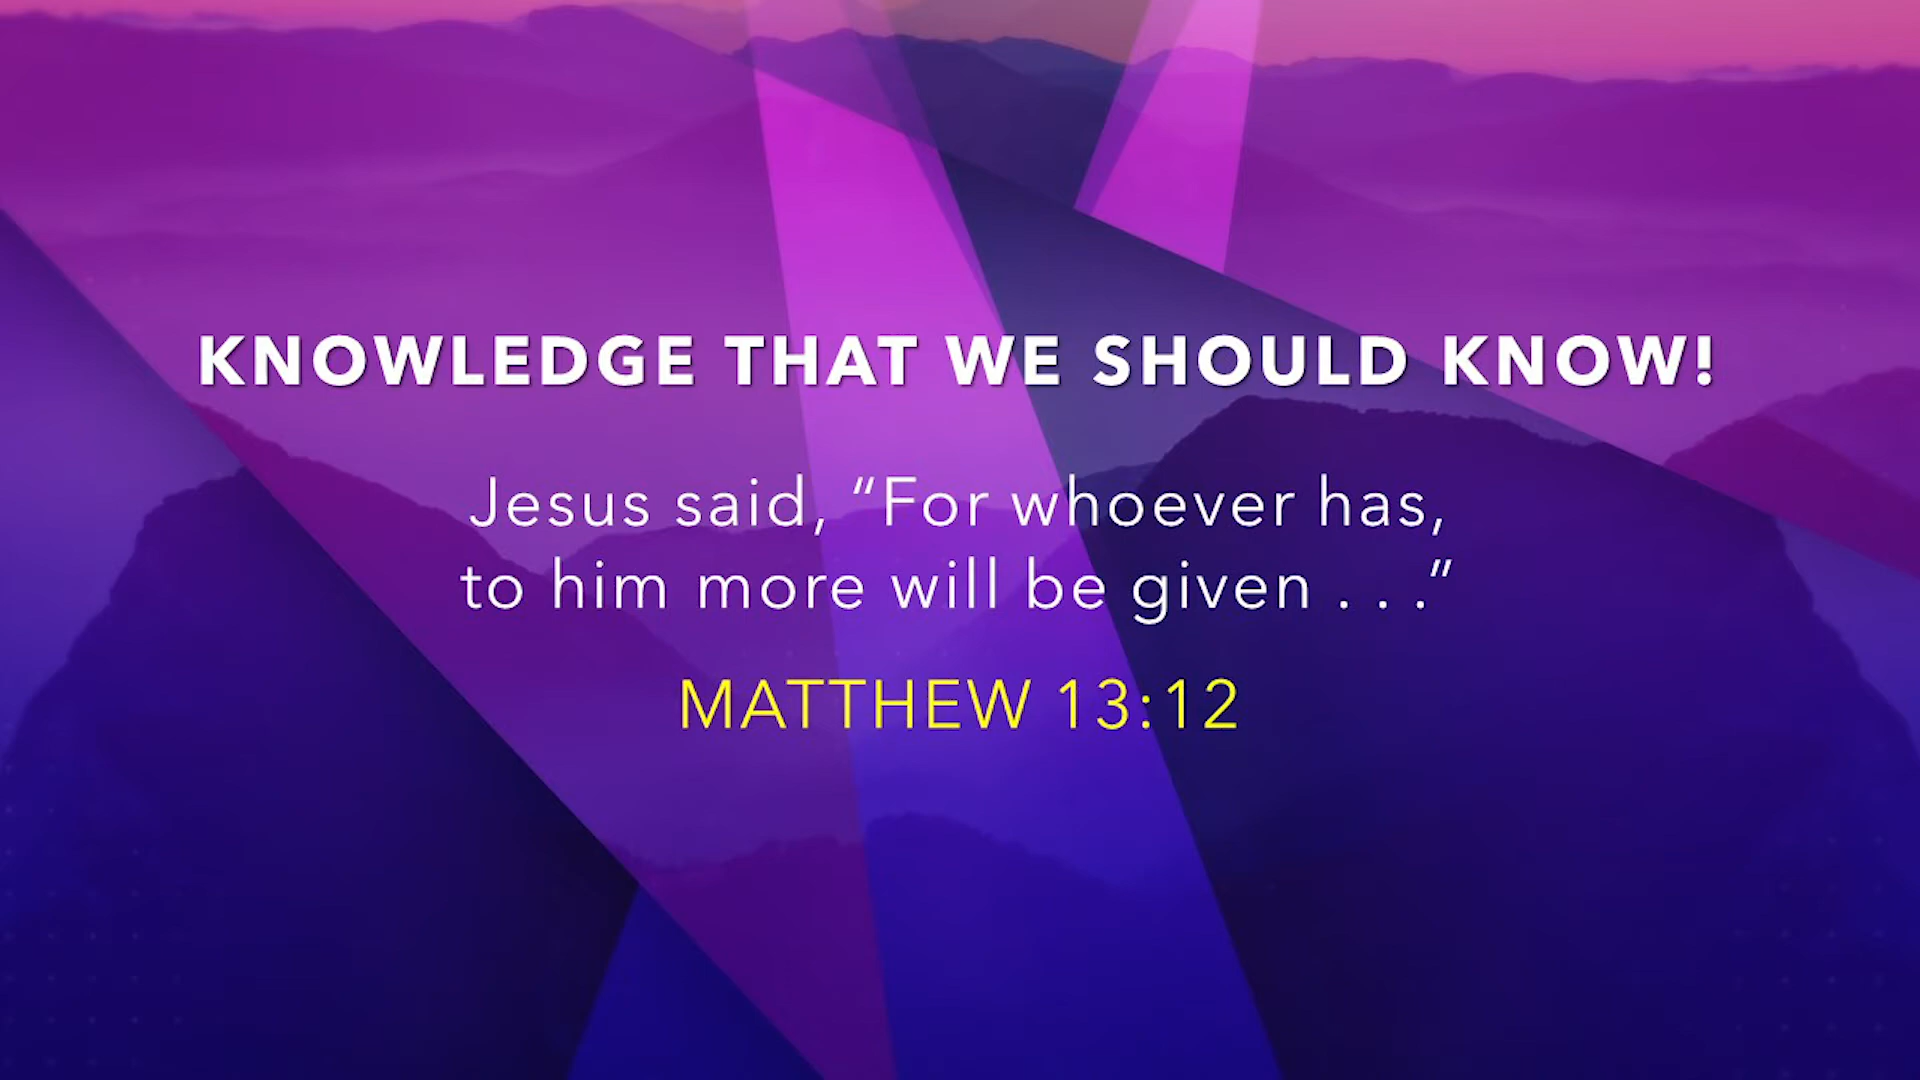 KNOWLEDGE THAT WE SHOULD KNOW!
Jesus said, “For whoever has,
to him more will be given . . .”
MATTHEW 13:12